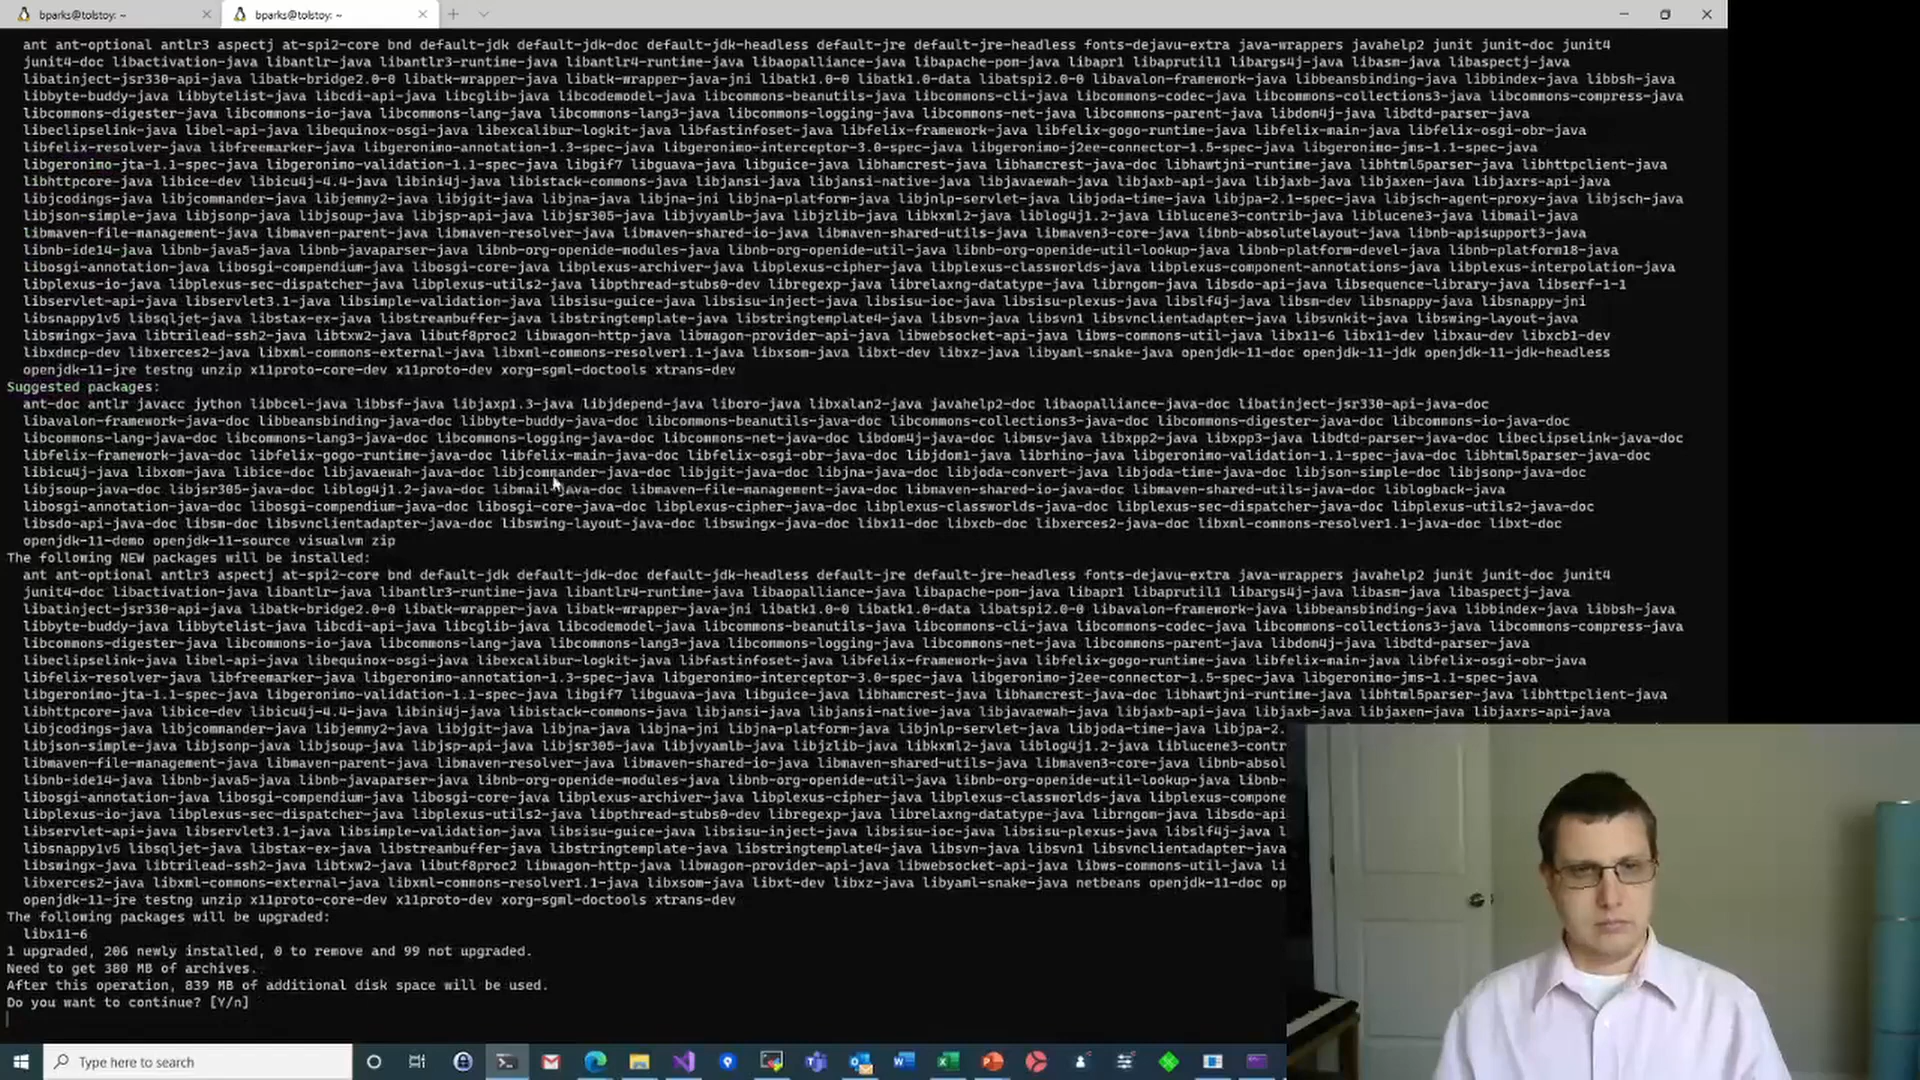 bparks@tolstoy: ~
bparks@tolstoy: ~
ant ant-optional antlr3 aspectj at-spi2-core bnd default-jdk default-jdk-doc default-jdk-headless default-jre default-jre-headless fonts-dejavu-extra java-wrappers javahelp2 junit junit-doc junit4
junit4-doc libactivation-java libantlr-java libantlr3-runtime-java libantlr4-runtime-java libaopalliance-java libapache-pom-java libapr1 libaprutil1 libargs4j-java libasm-java libaspectj-java
libatinject-jsr330-api-java libatk-bridge2.0-0 libatk-wrapper-java libatk-wrapper-java-jni libatk1.0-0 libatk1.0-data libatspi2.0-0 libavalon-framework-java libbeansbinding-java libbindex-java libbsh-java
libbyte-buddy-java libbytelist-java libcdi-api-java libcglib-java libcodemodel-java libcommons-beanutils-java libcommons-cli-java libcommons-codec-java libcommons-collections3-java libcommons-compress-java
libcommons-digester-java libcommons-io-java libcommons-lang-java libcommons-lang3-java libcommons-logging-java libcommons-net-java libcommons-parent-java libdom4j-java libdtd-parser-java
libeclipselink-java libel-api-java libequinox-osgi-java libexcalibur-logkit-java libfastinfoset-java libfelix-framework-java libfelix-gogo-runtime-java libfelix-main-java libfelix-osgi-obr-java
libfelix-resolver-java libfreemarker-java libgeronimo-annotation-1.3-spec-java libgeronimo-interceptor-3.0-spec-java libgeronimo-j2ee-connector-1.5-spec-java libgeronimo-jms-1.1-spec-java
libgeronimo-jta-1.1-spec-java libgeronimo-validation-1.1-spec-java libgif7 libguava-java libguice-java libhamcrest-java libhamcrest-java-doc libhawtjni-runtime-java libhtml5parser-java libhttpclient-java
libhttpcore-java libice-dev libicu4j-4.4-java libini4j-java libistack-commons-java libjansi-java libjansi-native-java libjavaewah-java libjaxb-api-java libjaxb-java libjaxen-java libjaxrs-api-java
libjcodings-java libjcommander-java libjemmy2-java libjgit-java libjna-java libjna-jni libjna-platform-java libjnlp-servlet-java libjoda-time-java libjpa-2.1-spec-java libjsch-agent-proxy-java libjsch-java
libjson-simple-java libjsonp-java libjsoup-java libjsp-api-java libjsr305-java libjvyamlb-java libjzlib-java libkxml2-java liblog4j1.2-java liblucene3-contrib-java liblucene3-java libmail-java
libmaven-file-management-java libmaven-parent-java libmaven-resolver-java libmaven-shared-io-java libmaven-shared-utils-java libmaven3-core-java libnb-absolutelayout-java libnb-apisupport3-java
libnb-ide14-java libnb-java5-java libnb-javaparser-java libnb-org-openide-modules-java libnb-org-openide-util-java libnb-org-openide-util-lookup-java libnb-platform-devel-java libnb-platform18-java
libosgi-annotation-java libosgi-compendium-java libosgi-core-java libplexus-archiver-java libplexus-cipher-java libplexus-classworlds-java libplexus-component-annotations-java libplexus-interpolation-java
libplexus-io-java libplexus-sec-dispatcher-java libplexus-utils2-java libpthread-stubs0-dev libregexp-java librelaxng-datatype-java librngom-java libsdo-api-java libsequence-library-java libserf-1-1
libservlet-api-java libservlet3.1-java libsimple-validation-java libsisu-guice-java libsisu-inject-java libsisu-ioc-java libsisu-plexus-java libslf4j-java libsm-dev libsnappy-java libsnappy-jni
libsnappy1v5 libsqljet-java libstax-ex-java libstreambuffer-java libstringtemplate-java libstringtemplate4-java libsvn-java libsvn1 libsvnclientadapter-java libsvnkit-java libswing-layout-java
libswingx-java libtrilead-ssh2-java libtxw2-java libutf8proc2 libwagon-http-java libwagon-provider-api-java libwebsocket-api-java libws-commons-util-java libx11-6 libx11-dev libxau-dev libxcb1-dev
libxdmcp-dev libxerces2-java libxml-commons-external-java libxml-commons-resolver1.1-java libxsom-java libxt-dev libxz-java libyaml-snake-java openjdk-11-doc openjdk-11-jdk openjdk-11-jdk-headless
openjdk-11-jre testng unzip x11proto-core-dev x11proto-dev xorg-sgml-doctools xtrans-dev
Suggested packages:
ant-doc antlr javacc jython libbcel-java libbsf-java libjaxp1.3-java libjdepend-java liboro-java libxalan2-java javahelp2-doc libaopalliance-java-doc libatinject-jsr330-api-java-doc
libavalon-framework-java-doc libbeansbinding-java-doc libbyte-buddy-java-doc libcommons-beanutils-java-doc libcommons-collections3-java-doc libcommons-digester-java-doc libcommons-io-java-doc
libcommons-lang-java-doc libcommons-lang3-java-doc libcommons-logging-java-doc libcommons-net-java-doc libdom4j-java-doc libmsv-java libxpp2-java libxpp3-java libdtd-parser-java-doc libeclipselink-java-doc
libfelix-framework-java-doc libfelix-gogo-runtime-java-doc libfelix-main-java-doc libfelix-osgi-obr-java-doc libjdom1-java librhino-java libgeronimo-validation-1.1-spec-java-doc libhtml5parser-java-doc
libicu4j-java libxom-java libice-doc libjavaewah-java-doc libjcommander-java-doc libjgit-java-doc libjna-java-doc libjoda-convert-java libjoda-time-java-doc libjson-simple-doc libjsonp-java-doc
libjsoup-java-doc libjsr305-java-doc liblog4j1.2-java-doc libmail-java-doc libmaven-file-management-java-doc libmaven-shared-io-java-doc libmaven-shared-utils-java-doc liblogback-java
libosgi-annotation-java-doc libosgi-compendium-java-doc libosgi-core-java-doc libplexus-cipher-java-doc libplexus-classworlds-java-doc libplexus-sec-dispatcher-java-doc libplexus-utils2-java-doc
libsdo-api-java-doc libsm-doc libsvnclientadapter-java-doc libswing-layout-java-doc libswingx-java-doc libx11-doc libxcb-doc libxerces2-java-doc libxml-commons-resolver1.1-java-doc libxt-doc
openjdk-11-demo openjdk-11-source visualvm zip
The following NEW packages will be installed:
ant ant-optional antlr3 aspectj at-spi2-core bnd default-jdk default-jdk-doc default-jdk-headless default-jre default-jre-headless fonts-dejavu-extra java-wrappers javahelp2 junit junit-doc junit4
junit4-doc libactivation-java libantlr-java libantlr3-runtime-java libantlr4-runtime-java libaopalliance-java libapache-pom-java libapr1 libaprutil1 libargs4j-java libasm-java libaspectj-java
libatinject-jsr330-api-java libatk-bridge2.0-0 libatk-wrapper-java libatk-wrapper-java-jni libatk1.0-0 libatk1.0-data libatspi2.0-0 libavalon-framework-java libbeansbinding-java libbindex-java libbsh-java
libbyte-buddy-java libbytelist-java libcdi-api-java libcglib-java libcodemodel-java libcommons-beanutils-java libcommons-cli-java libcommons-codec-java libcommons-collections3-java libcommons-compress-java
libcommons-digester-java libcommons-io-java libcommons-lang-java libcommons-lang3-java libcommons-logging-java libcommons-net-java libcommons-parent-java libdom4j-java libdtd-parser-java
libeclipselink-java libel-api-java libequinox-osgi-java libexcalibur-logkit-java libfastinfoset-java libfelix-framework-java libfelix-gogo-runtime-java libfelix-main-java libfelix-osgi-obr-java
libfelix-resolver-java libfreemarker-java libgeronimo-annotation-1.3-spec-java libgeronimo-interceptor-3.0-spec-java libgeronimo-j2ee-connector-1.5-spec-java libgeronimo-jms-1.1-spec-java
libgeronimo-jta-1.1-spec-java libgeronimo-validation-1.1-spec-java libgif7 libguava-java libguice-java libhamcrest-java libhamcrest-java-doc libhawtjni-runtime-java libhtml5parser-java libhttpclient-java
libhttpcore-java libice-dev libicu4j-4.4-java libini4j-java libistack-commons-java libjansi-java libjansi-native-java libjavaewah-java libjaxb-api-java libjaxb-java libjaxen-java libjaxrs-api-java
libjcodings-java libjcommander-java libjemmy2-java libjgit-java libjna-java libjna-jni libjna-platform-java libjnlp-servlet-java libjoda-time-java libjpa-2.
libjson-simple-java libjsonp-java libjsoup-java libjsp-api-java libjsr305-java libjvyamlb-java libjzlib-java libkxml2-java liblog4j1.2-java liblucene3-contr
libmaven-file-management-java libmaven-parent-java libmaven-resolver-java libmaven-shared-io-java libmaven-shared-utils-java libmaven3-core-java libnb-absol
libnb-ide14-java libnb-java5-java libnb-javaparser-java libnb-org-openide-modules-java libnb-org-openide-util-java libnb-org-openide-util-lookup-java libnb-
libosgi-annotation-java libosgi-compendium-java libosgi-core-java libplexus-archiver-java libplexus-cipher-java libplexus-classworlds-java libplexus-compone
libplexus-io-java libplexus-sec-dispatcher-java libplexus-utils2-java libpthread-stubs0-dev libregexp-java librelaxng-datatype-java librngom-java libsdo-api
libservlet-api-java libservlet3.1-java libsimple-validation-java libsisu-guice-java libsisu-inject-java libsisu-ioc-java libsisu-plexus-java libslf4j-java l
libsnappy1v5 libsqljet-java libstax-ex-java libstreambuffer-java libstringtemplate-java libstringtemplate4-java libsvn-java libsvn1 libsvnclientadapter-java
libswingx-java libtrilead-ssh2-java libtxw2-java libutf8proc2 libwagon-http-java libwagon-provider-api-java libwebsocket-api-java libws-commons-util-java li
libxerces2-java libxml-commons-external-java libxml-commons-resolver1.1-java libxsom-java libxt-dev libxz-java libyaml-snake-java netbeans openjdk-11-doc op
openjdk-11-jre testng unzip x11proto-core-dev x11proto-dev xorg-sgml-doctools xtrans-dev
The following packages will be upgraded:
libx11-6
1 upgraded, 206 newly installed, 0 to remove and 99 not upgraded.
Need to get 380 MB of archives.
After this operation, 839 MB of additional disk space will be used.
Do you want to continue? [Y/n]
Type here to search